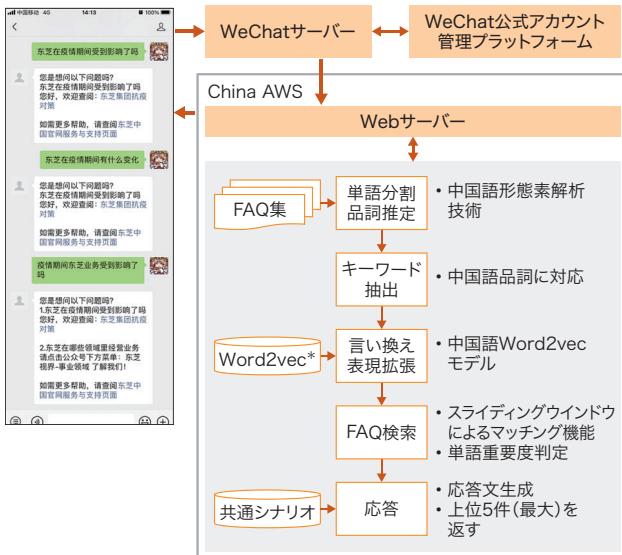 中国移动 4G
14:13
100%
东芝在疫情期间受到影响了吗
您是想问以下问题吗?
东芝在疫情期间受到影响了吗
您好，欢迎查阅：东芝集团抗疫
对策
如需更多帮助，请查阅东芝中
国官网服务与支持页面
东芝在疫情期间有什么变化
您是想问以下问题吗?
东芝在疫情期间受到影响了吗
您好，欢迎查阅：东芝集团抗疫
对策
如需更多帮助，请查阅东芝中
国官网服务与支持页面
疫情期间东芝业务受到影响了
吗
您是想问以下问题吗?
1.东芝在疫情期间受到影响了吗
您好，欢迎查阅：东芝集团抗疫
对策
2.东芝在哪些领域里经营业务
请点击公众号下方菜单：东芝
视界-事业领域 了解我们！
如需更多帮助，请查阅东芝中
国官网服务与支持页面
WeChatサーバー
WeChat公式アカウント
管理プラットフォーム
China AWS
Webサーバー
FAQ集
単語分割
品詞推定
・中国語形態素解析
技術
キーワード
抽出
・中国語品詞に対応
Word2vec*
言い換え
表現拡張
・中国語Word2vec
モデル
FAQ検索
・スライディングウインドウ
によるマッチング機能
・単語重要度判定
共通シナリオ
応答
・応答文生成
・上位5件（最大）を
返す